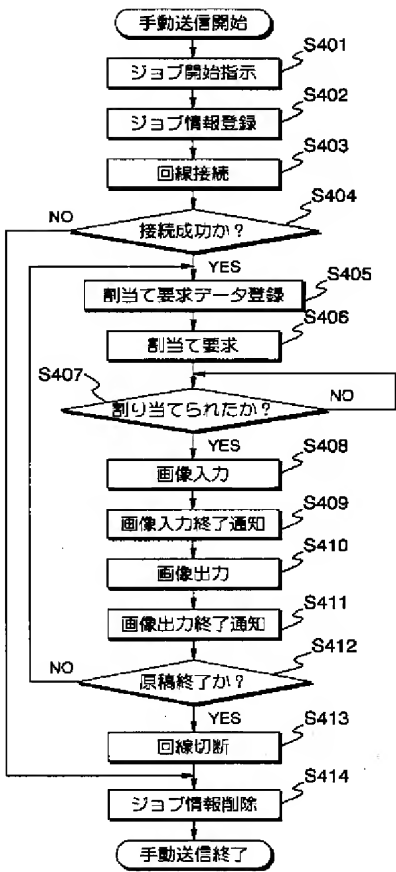 手動送信開始
S401
ジョブ開始指示
S402
ジョブ情報登録
S403
回線接続
S404
NO
接続成功か?
YES
S405
割当て要求データ登録
S406
割当て要求
S407
割り当てられたか?
NO
YES
S408
画像入力
S409
画像入力終了通知
S410
画像出力
S411
画像出力終了通知
S412
NO
原稿終了か?
YES
S413
回線切断
S414
ジョブ情報削除
手動送信終了